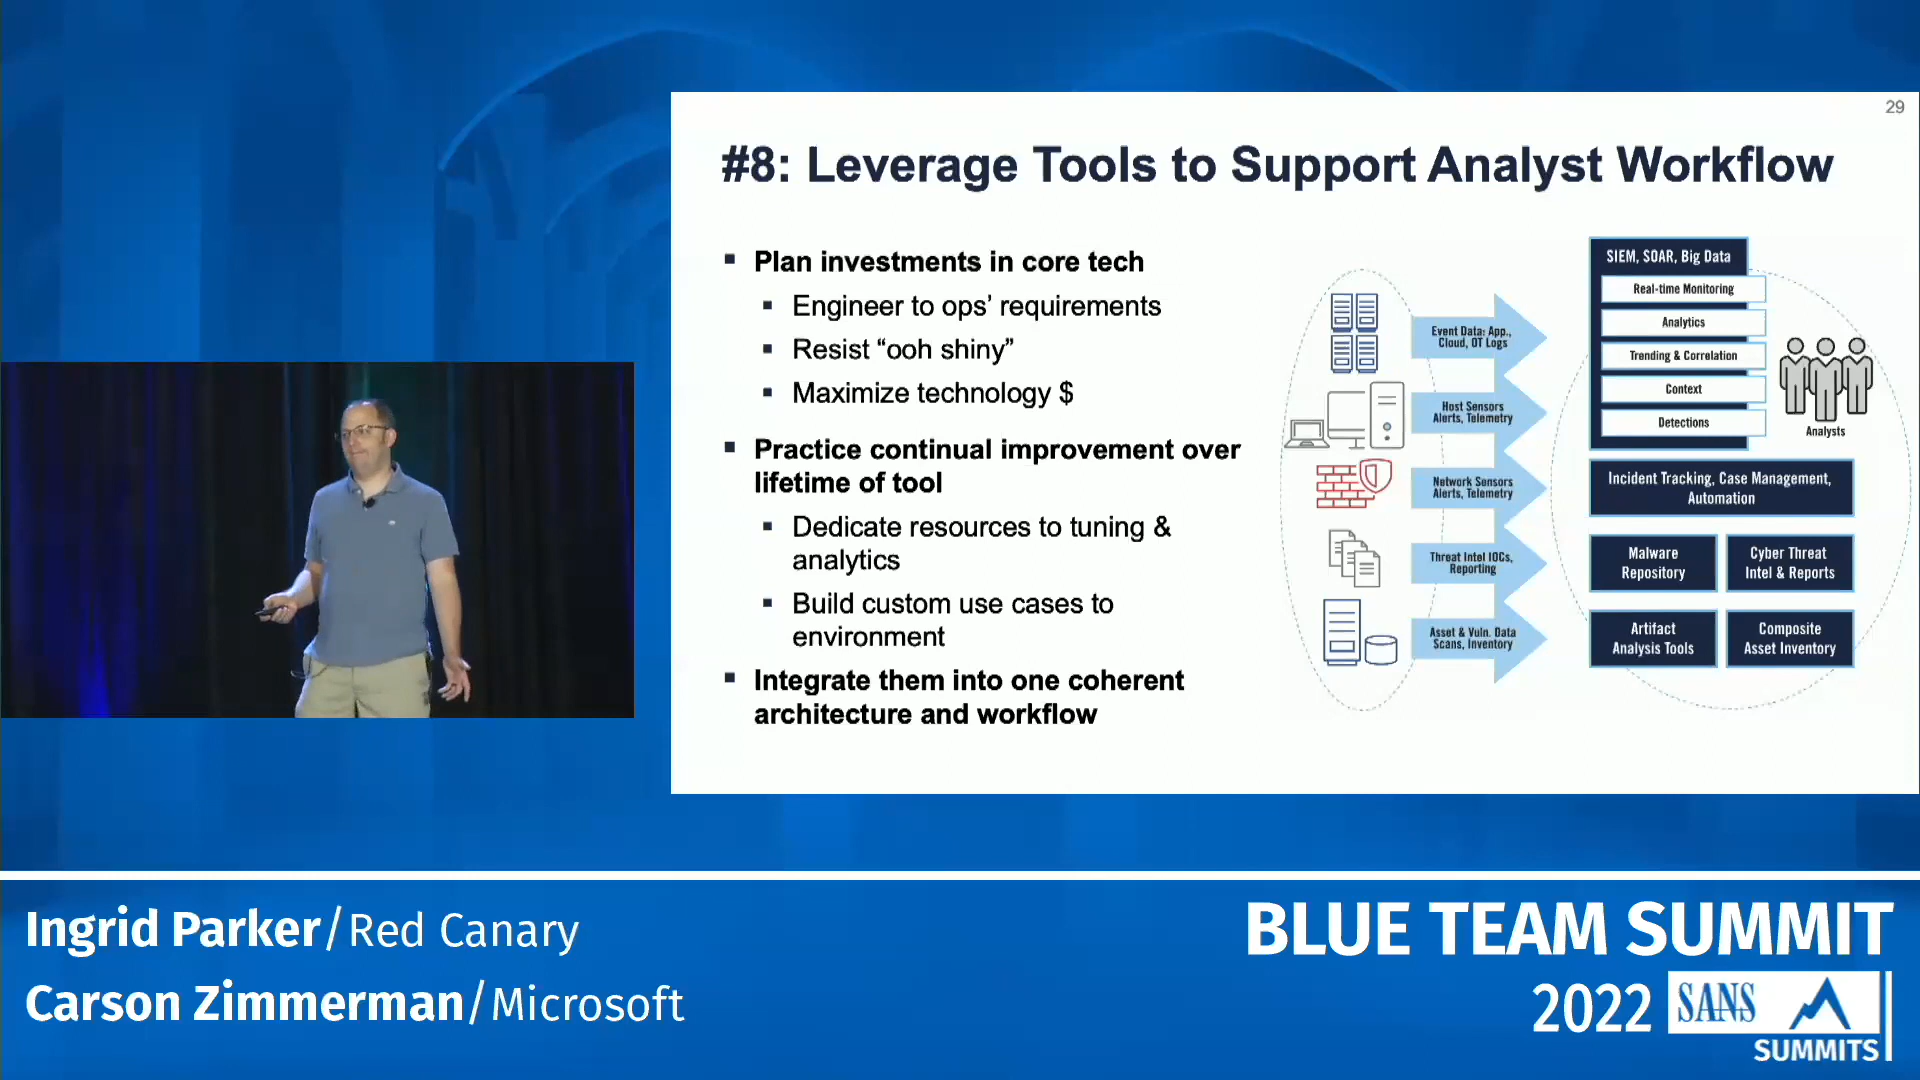 29
#8: Leverage Tools to Support Analyst Workflow
▪ Plan investments in core tech
▪ Engineer to ops’ requirements
▪ Resist “ooh shiny”
▪ Maximize technology $
▪ Practice continual improvement over
lifetime of tool
▪ Dedicate resources to tuning &
analytics
▪ Build custom use cases to
environment
▪ Integrate them into one coherent
architecture and workflow
Event Data: App.,
Cloud, OT Logs
Host Sensors
Alerts, Telemetry
Network Sensors
Alerts, Telemetry
Threat Intel IOCs,
Reporting
Asset & Vuln. Data
Scans, Inventory
SIEM, SOAR, Big Data
Real-time Monitoring
Analytics
Trending & Correlation
Context
Detections
Analysts
Incident Tracking, Case Management,
Automation
Malware
Repository
Cyber Threat
Intel & Reports
Artifact
Analysis Tools
Composite
Asset Inventory
Ingrid Parker/Red Canary
Carson Zimmerman/Microsoft
BLUE TEAM SUMMIT
2022 SANS
SUMMITS